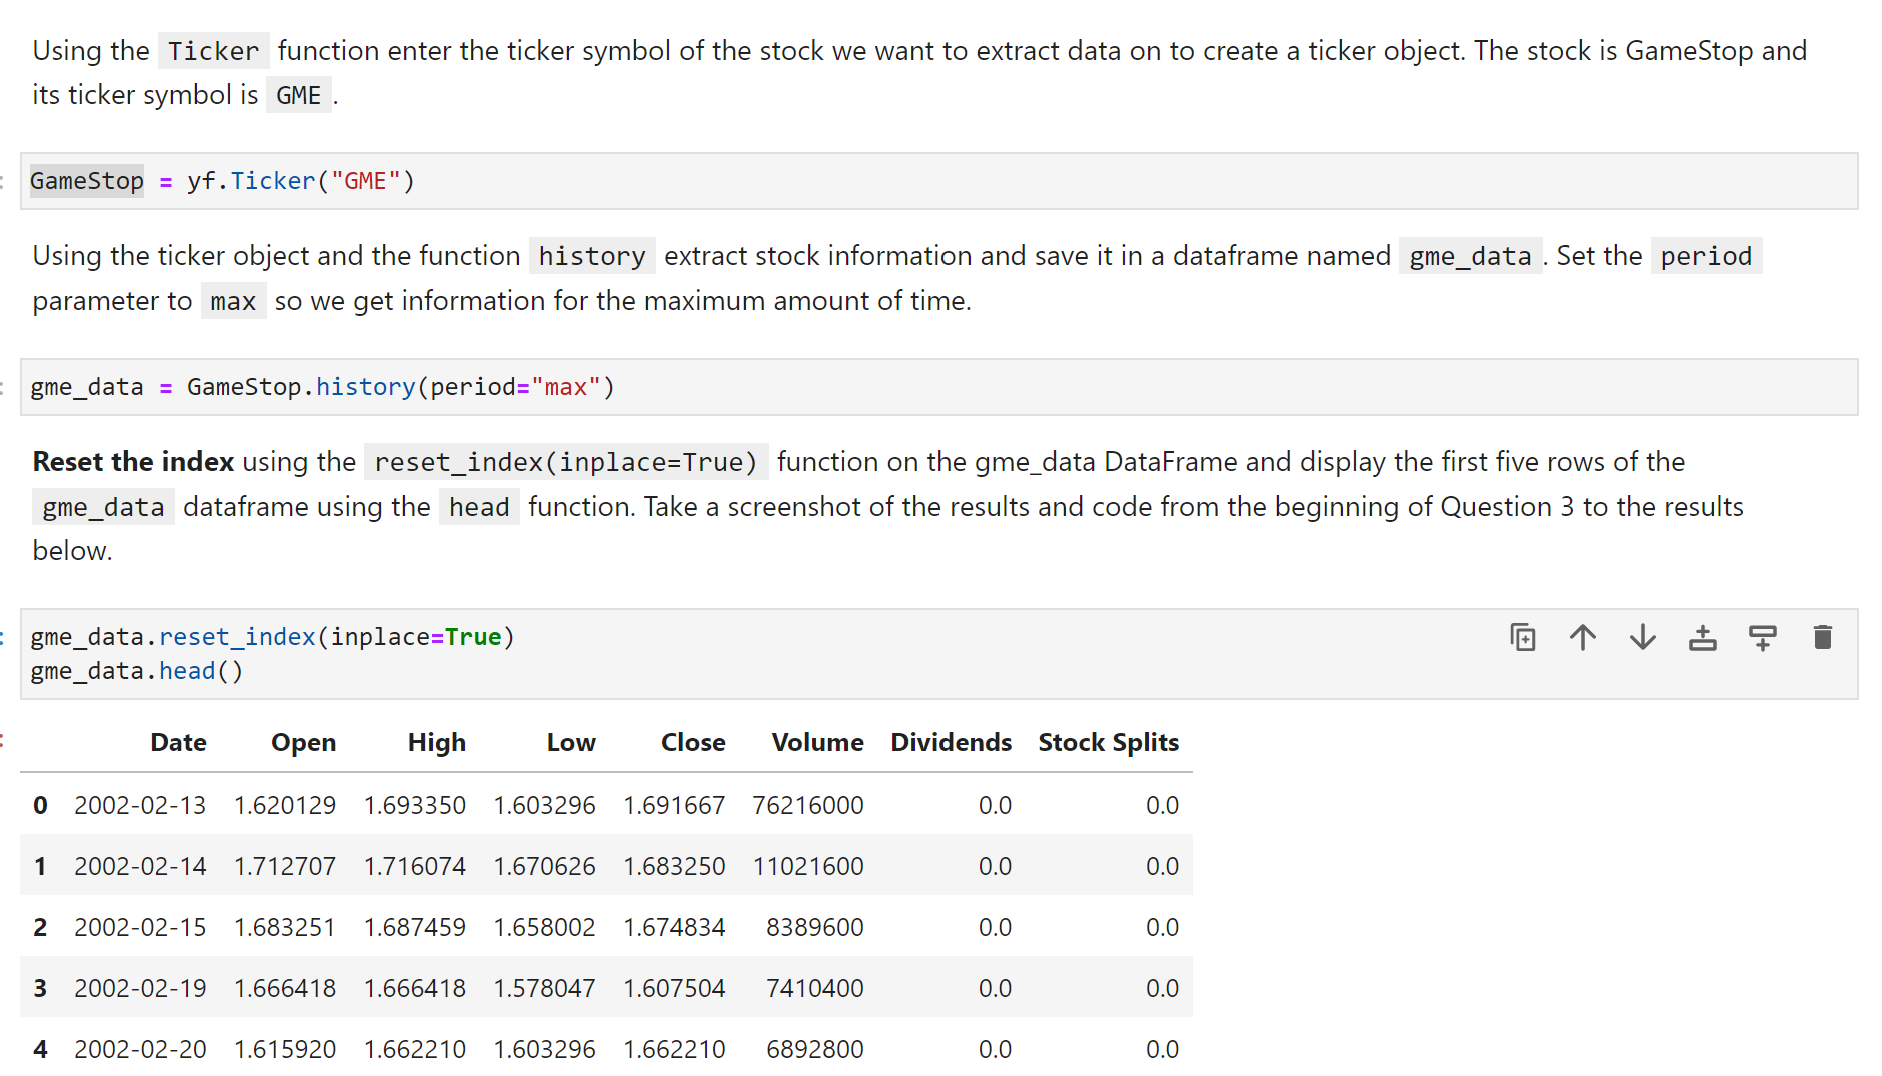 Using the Ticker function enter the ticker symbol of the stock we want to extract data on to create a ticker object. The stock is GameStop and
its ticker symbol is GME .
GameStop = yf.Ticker("GME")
Using the ticker object and the function history extract stock information and save it in a dataframe named gme_data . Set the period
parameter to max so we get information for the maximum amount of time.
gme_data = GameStop.history(period="max")
Reset the index using the reset_index(inplace=True) function on the gme_data DataFrame and display the first five rows of the
gme_data dataframe using the head function. Take a screenshot of the results and code from the beginning of Question 3 to the results
below.
gme_data.reset_index(inplace=True)
gme_data.head()
Date Open High Low Close Volume Dividends Stock Splits
0 2002-02-13 1.620129 1.693350 1.603296 1.691667 76216000 0.0 0.0
1 2002-02-14 1.712707 1.716074 1.670626 1.683250 11021600 0.0 0.0
2 2002-02-15 1.683251 1.687459 1.658002 1.674834 8389600 0.0 0.0
3 2002-02-19 1.666418 1.666418 1.578047 1.607504 7410400 0.0 0.0
4 2002-02-20 1.615920 1.662210 1.603296 1.662210 6892800 0.0 0.0